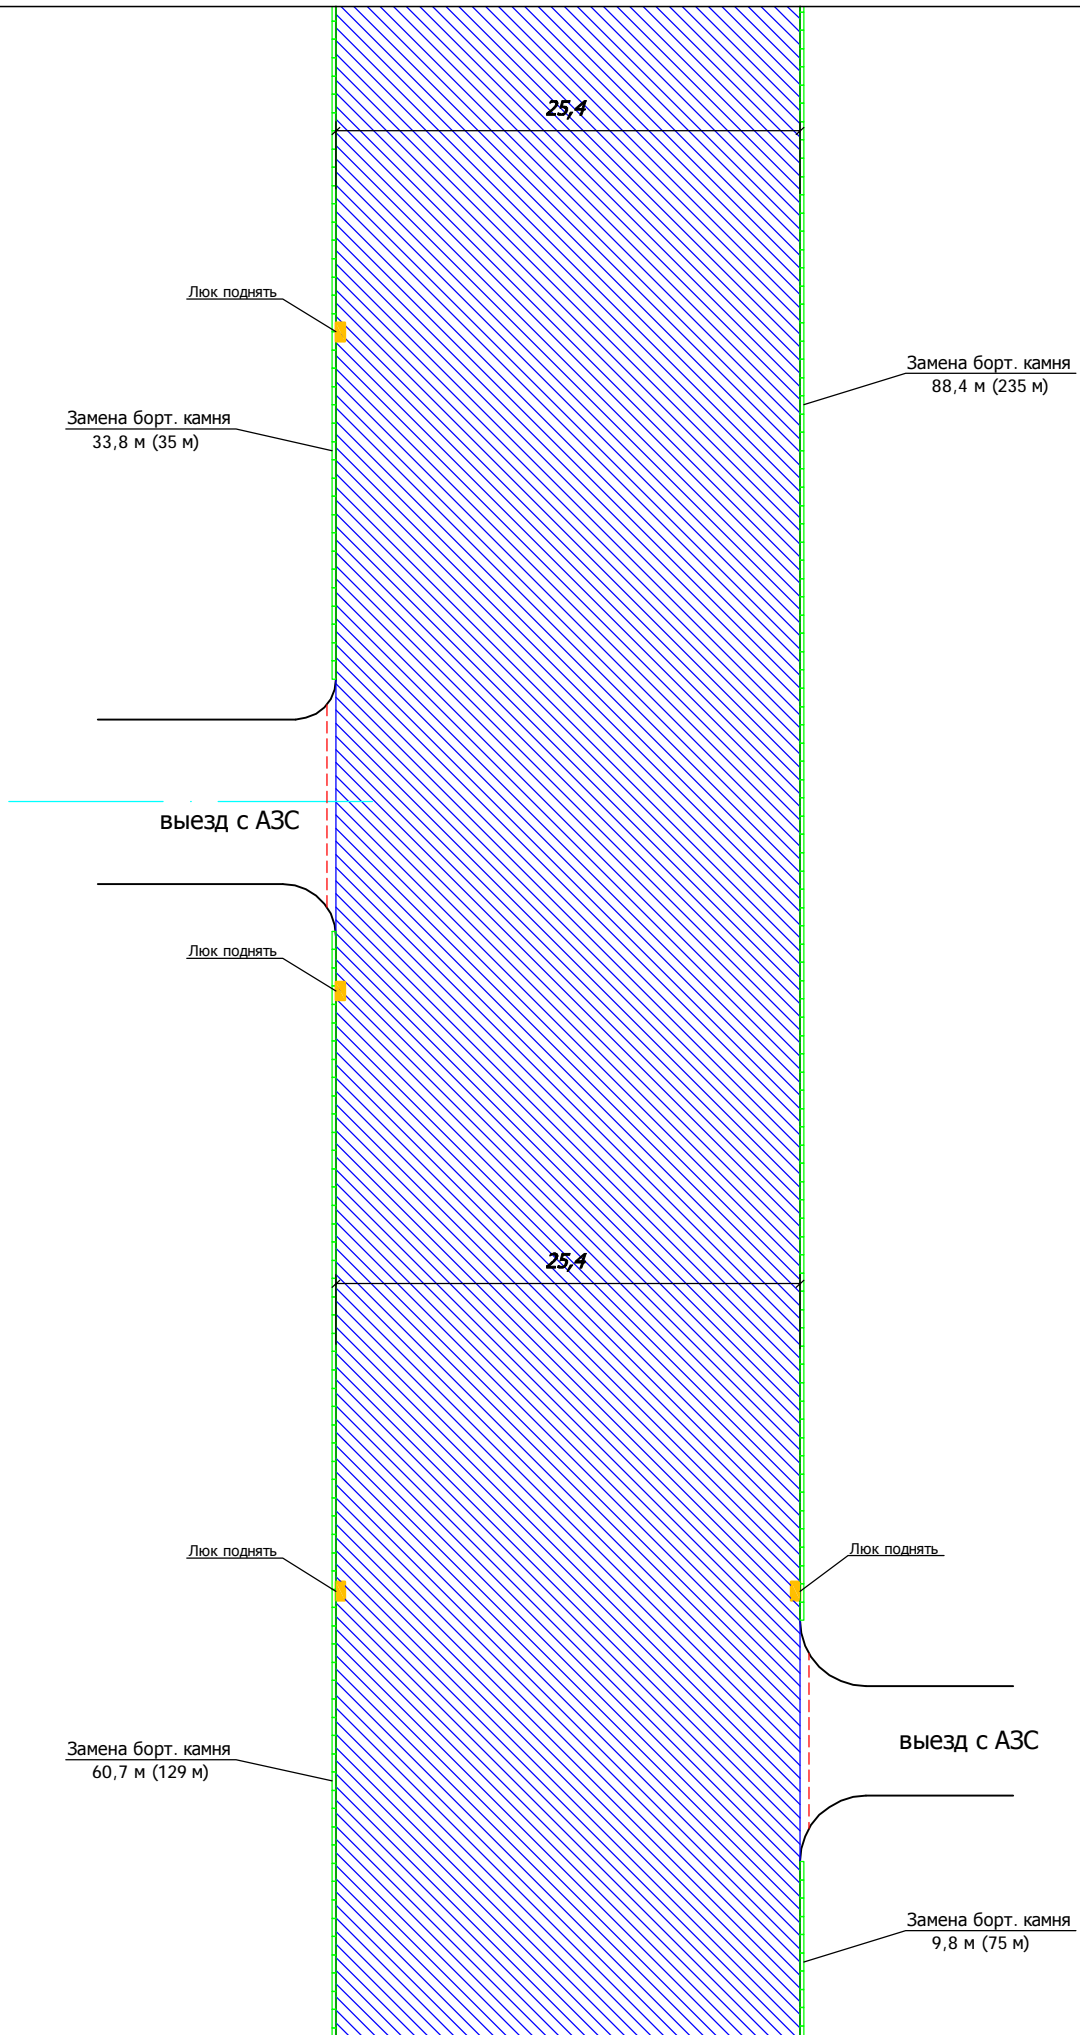 25,4
Люк поднять
Замена борт. камня
88,4 м (235 м)
Замена борт. камня
33,8 м (35 м)
выезд с АЗС
Люк поднять
25,4
Люк поднять
Люк поднять
выезд с АЗС
Замена борт. камня
60,7 м (129 м)
Замена борт. камня
9,8 м (75 м)